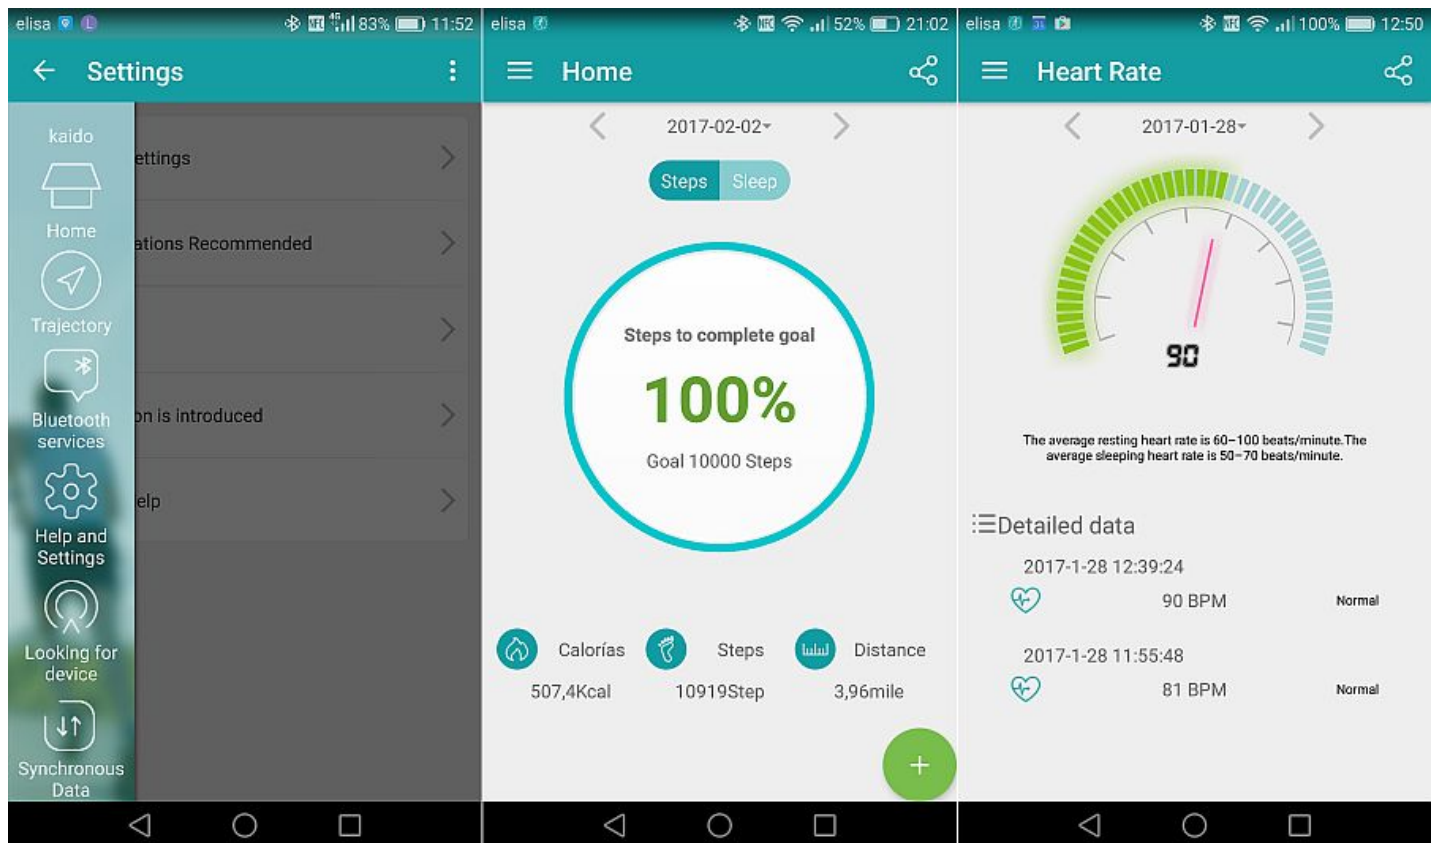 elisa
83% 11:52
Settings
kaido
Home
Trajectory
Bluetooth
services
Help and
Settings
Looking for
device
Synchronous
Data
ettings
ations Recommended
on is introduced
elp
elisa
52% 21:02
Home
2017-02-02
Steps Sleep
Steps to complete goal
100%
Goal 10000 Steps
Calorías Steps Distance
507,4Kcal 10919Step 3,96mile
+
elisa
100% 12:50
Heart Rate
2017-01-28
90
The average resting heart rate is 60–100 beats/minute.The
average sleeping heart rate is 50–70 beats/minute.
Detailed data
2017-1-28 12:39:24
90 BPM Normal
2017-1-28 11:55:48
81 BPM Normal